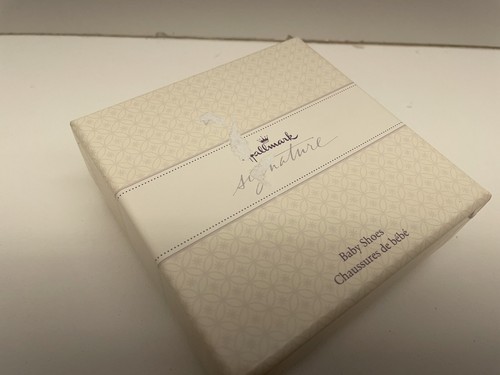 Hallmark
signature
Baby Shoes
Chaussures de bébé